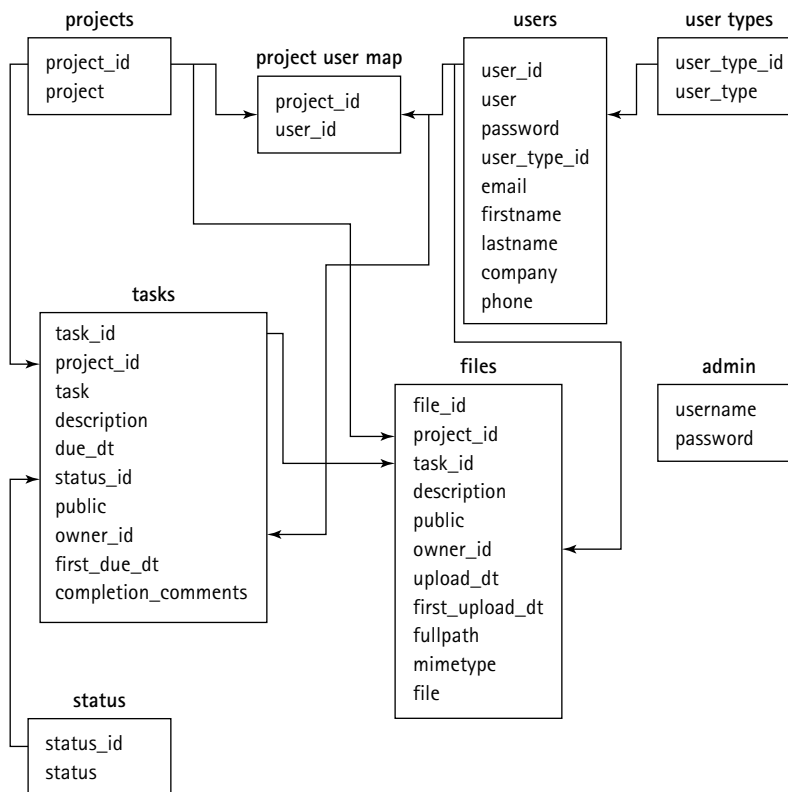 projects
project_id
project
project user map
project_id
user_id
users
user_id
user
password
user_type_id
email
firstname
lastname
company
phone
user types
user_type_id
user_type
tasks
task_id
project_id
task
description
due_dt
status_id
public
owner_id
first_due_dt
completion_comments
files
file_id
project_id
task_id
description
public
owner_id
upload_dt
first_upload_dt
fullpath
mimetype
file
admin
username
password
status
status_id
status